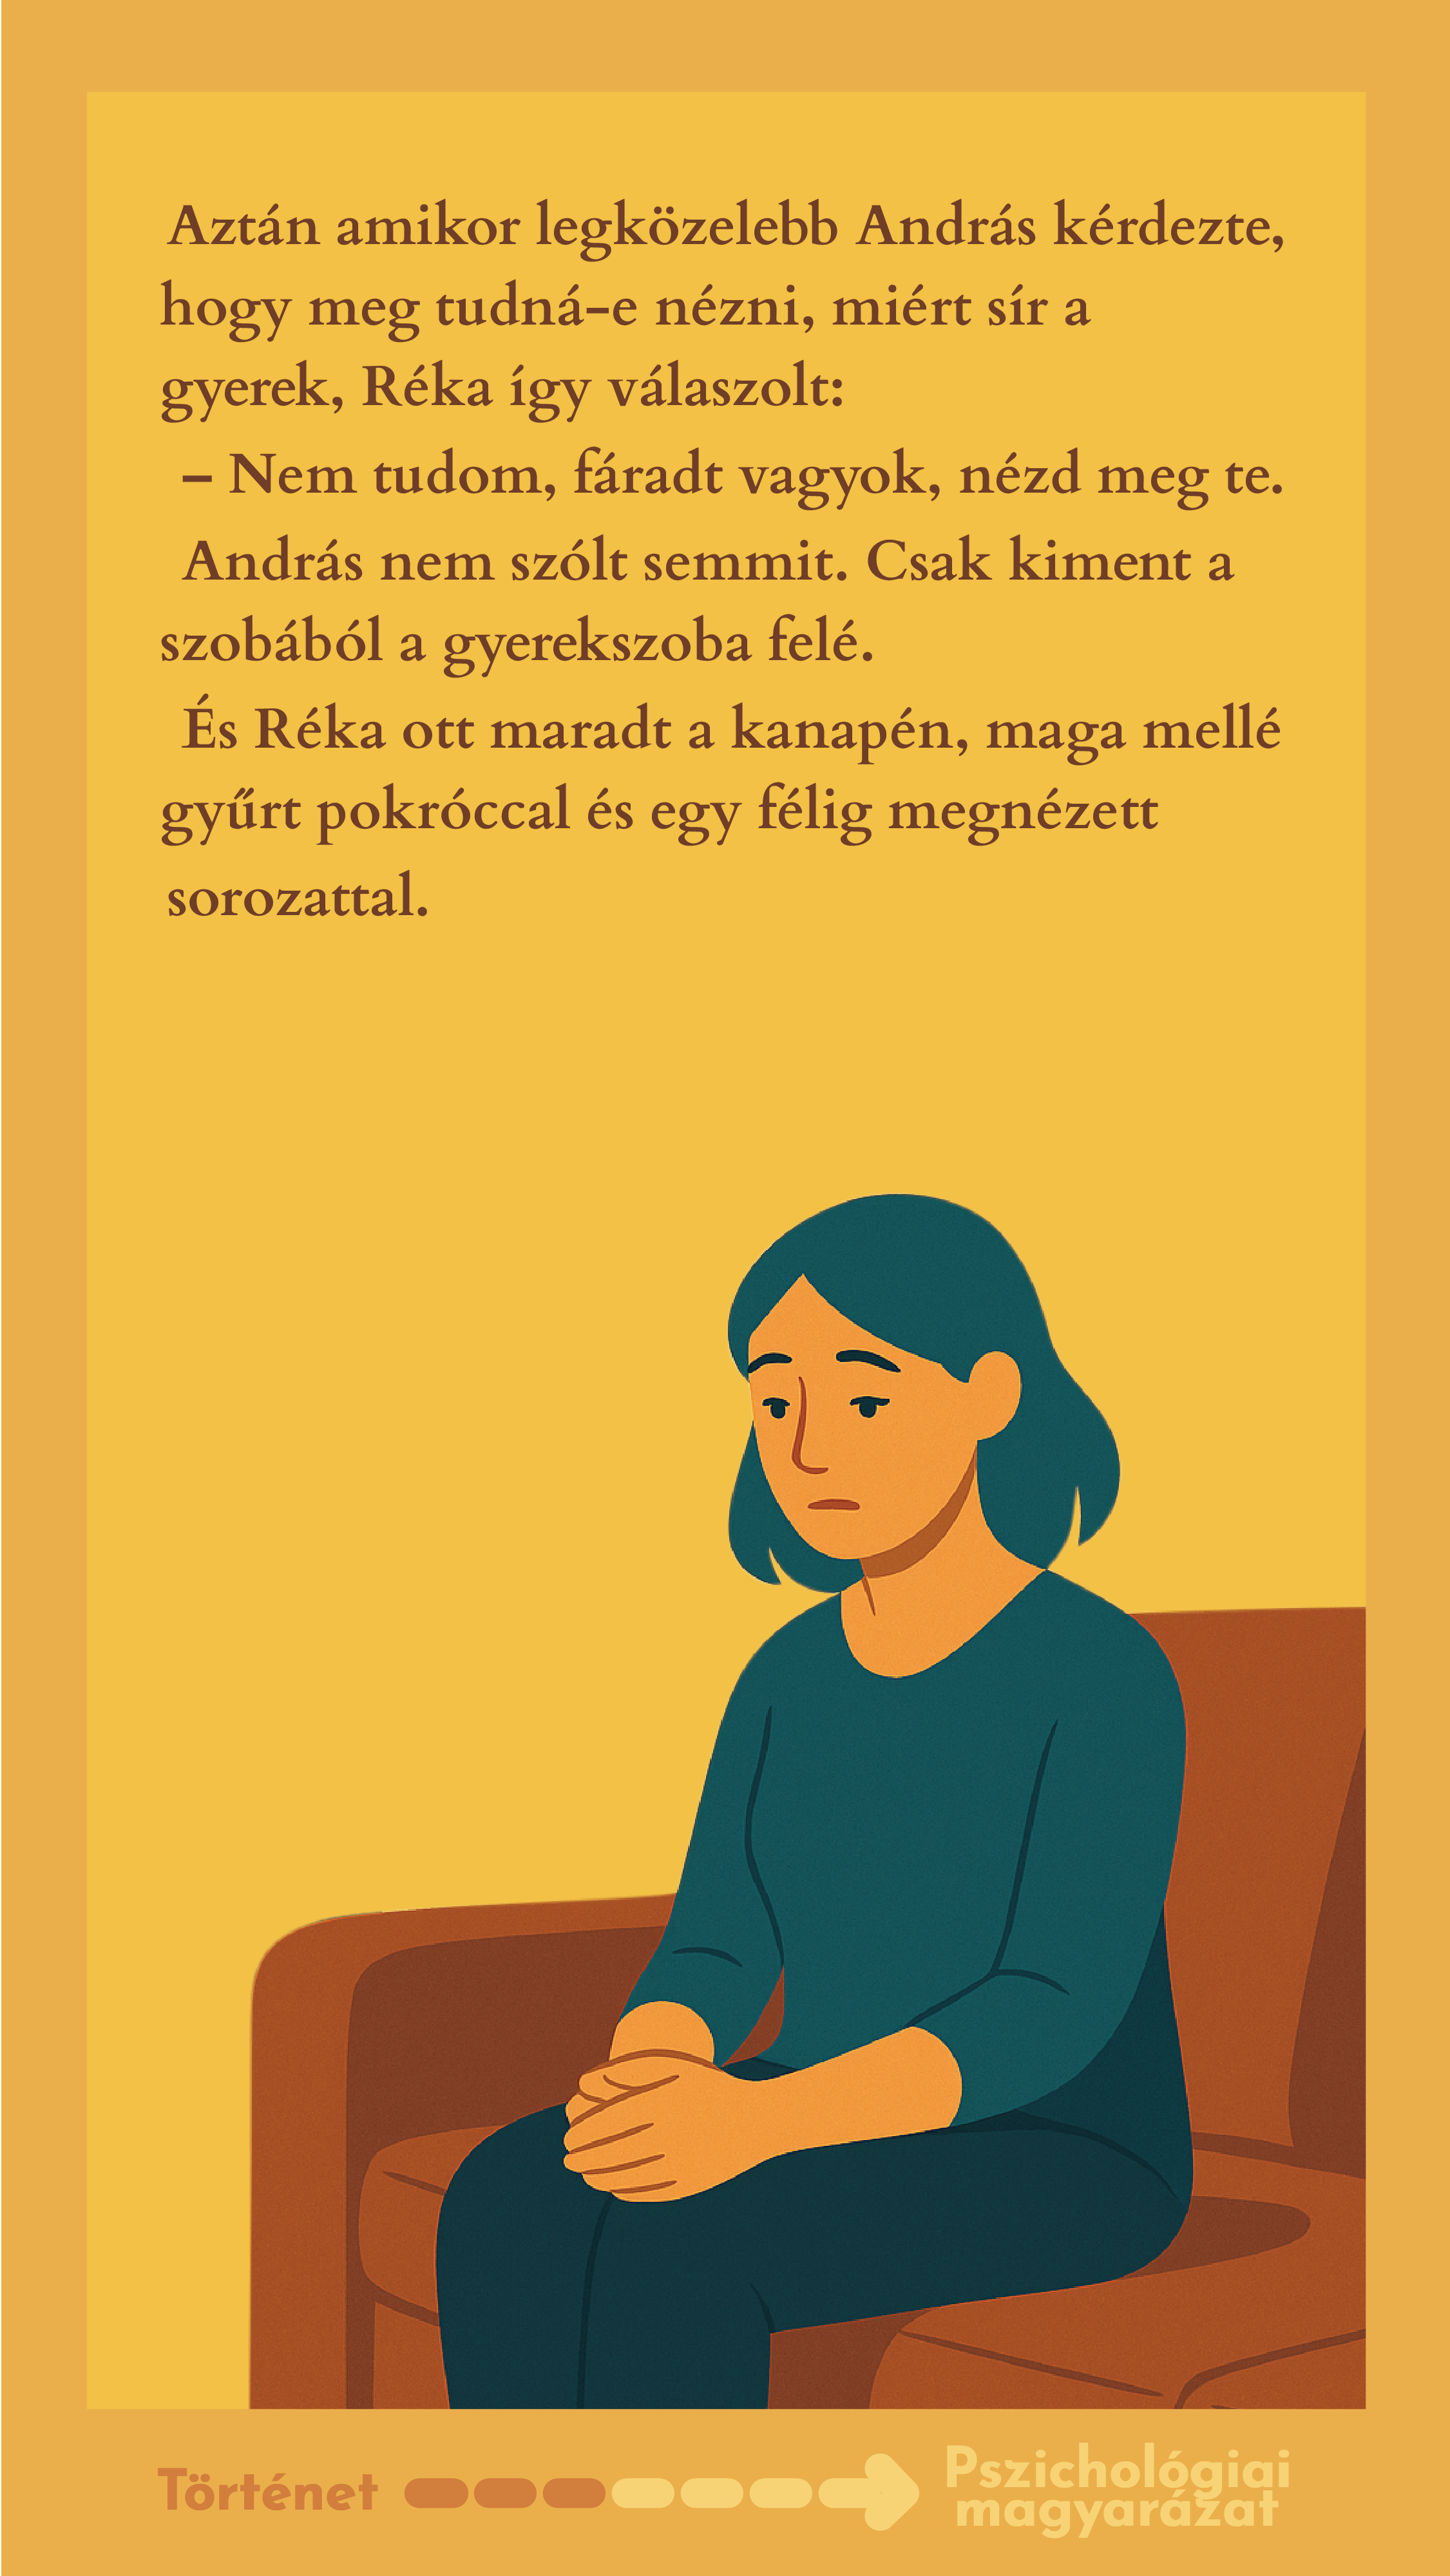 Aztán amikor legközelebb András kérdezte,
hogy meg tudná-e nézni, miért sír a
gyerek, Réka így válaszolt:
– Nem tudom, fáradt vagyok, nézd meg te.
András nem szólt semmit. Csak kiment a
szobából a gyerekszoba felé.
És Réka ott maradt a kanapén, maga mellé
gyűrt pokróccal és egy félig megnézett
sorozattal.
Történet
Pszichológiai
magyarázat